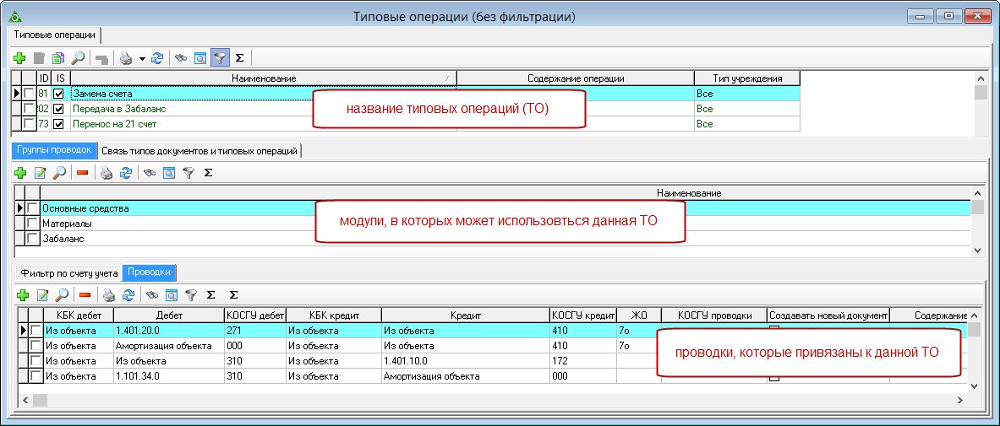 Типовые операции (без фильтрации)
Типовые операции
Σ
ID IS Наименование Содержание операции Тип учреждения
81 Замена счета Все
202 Передача в Забаланс Все
73 Перенос на 21 счет Все
название типовых операций (ТО)
Группы проводок Связь типов документов и типовых операций
Σ
Наименование
Основные средства
Материалы
Забаланс
модули, в которых может использовться данная ТО
Фильтр по счету учета Проводки
Σ Σ
КБК дебет Дебет КОСГУ дебет КБК кредит Кредит КОСГУ кредит ЖО КОСГУ проводки Создавать новый документ Содержание
Из объекта 1.401.20.0 271 Из объекта Из объекта 410 7о
Из объекта Амортизация объекта 000 Из объекта Из объекта 410 7о
Из объекта Из объекта 310 Из объекта 1.401.10.0 172
Из объекта 1.101.34.0 310 Из объекта Амортизация объекта 000
проводки, которые привязаны к данной ТО